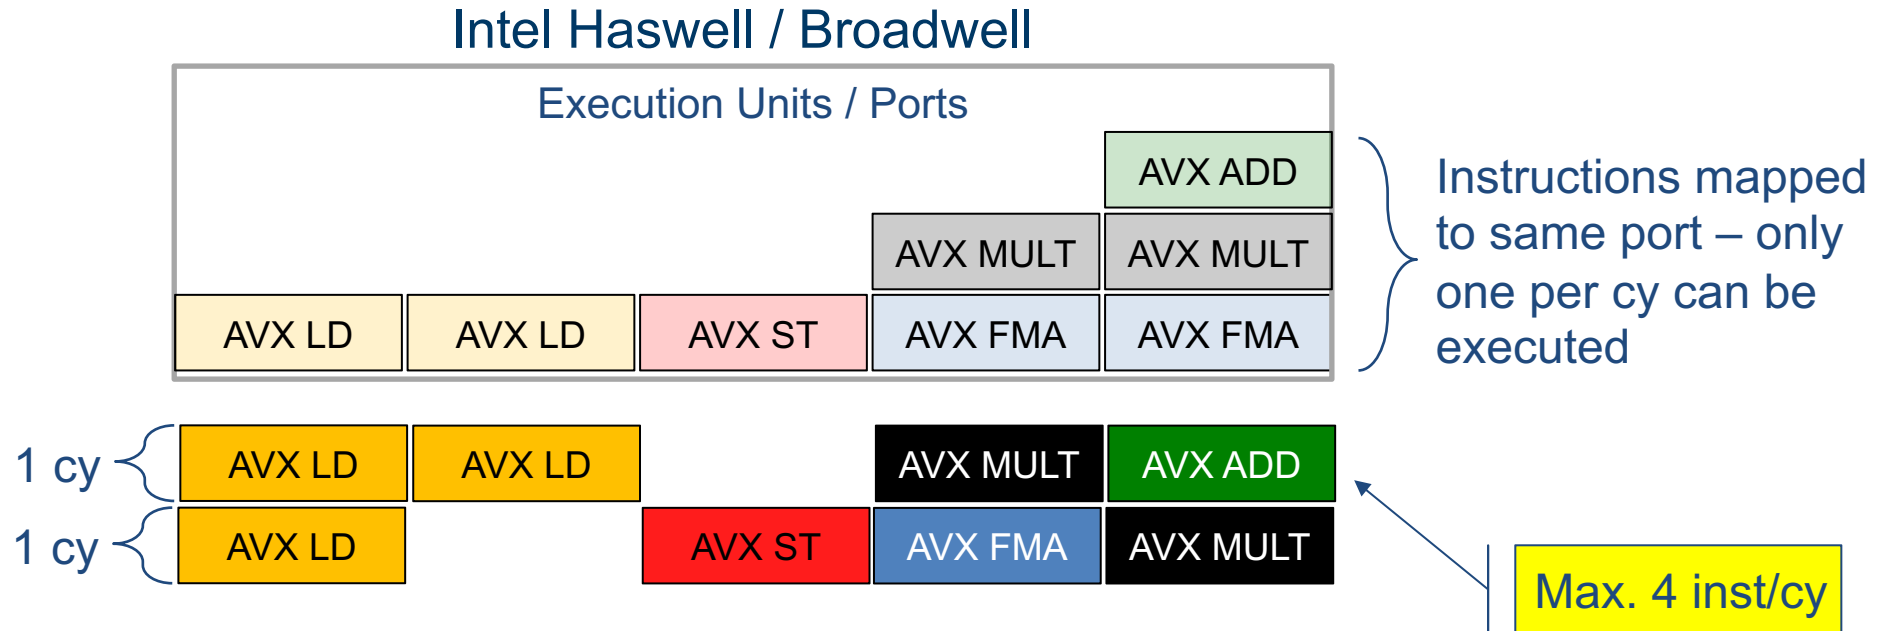 Intel Haswell / Broadwell
Execution Units / Ports
AVX ADD
AVX MULT AVX MULT
AVX LD AVX LD AVX ST AVX FMA AVX FMA
Instructions mapped
to same port – only
one per cy can be
executed
1 cy AVX LD AVX LD AVX MULT AVX ADD
1 cy AVX LD AVX ST AVX FMA AVX MULT
Max. 4 inst/cy